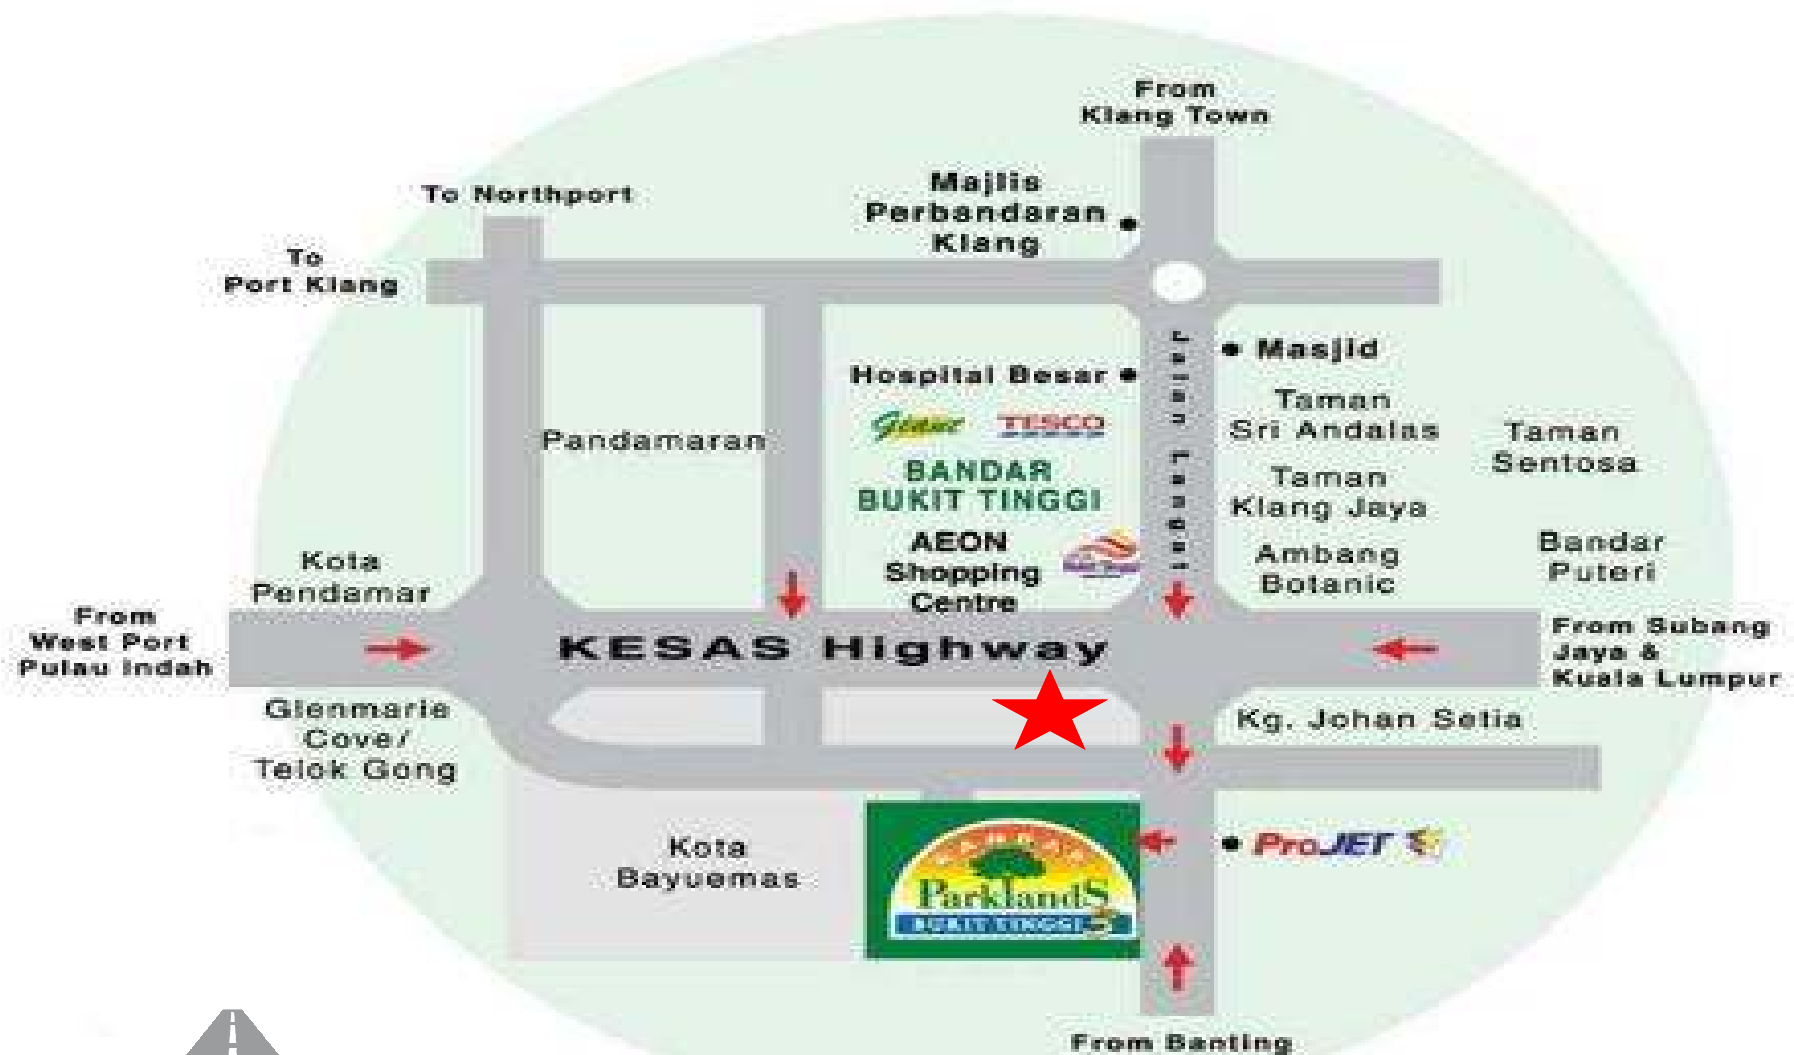 From
Klang Town
Majlis
Perbandaran
Klang
To Northport
To
Port Klang
Jalan Langat
Masjid
Hospital Besar
Giant TESCO
Taman
Sri Andalas
Taman
Sentosa
Pandamaran
BANDAR
BUKIT TINGGI
Taman
Klang Jaya
AEON
Shopping
Centre
Ambang
Botanic
Bandar
Puteri
Kota
Pendamar
From
West Port
Pulau Indah
KESAS Highway
From Subang
Jaya &
Kuala Lumpur
Glenmarie
Cove/
Telok Gong
Kg. Johan Setia
Kota
Bayuemas
BANDAR
Parklands
BUKIT TINGGI 3
ProJET
From Banting